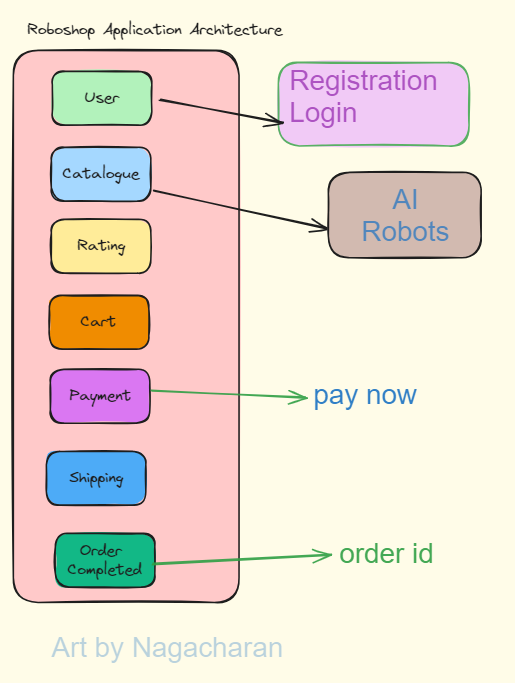 Roboshop Application Architecture
User
Registration
Login
Catalogue
AI
Robots
Rating
Cart
Payment
pay now
Shipping
Order
Completed
order id
Art by Nagacharan